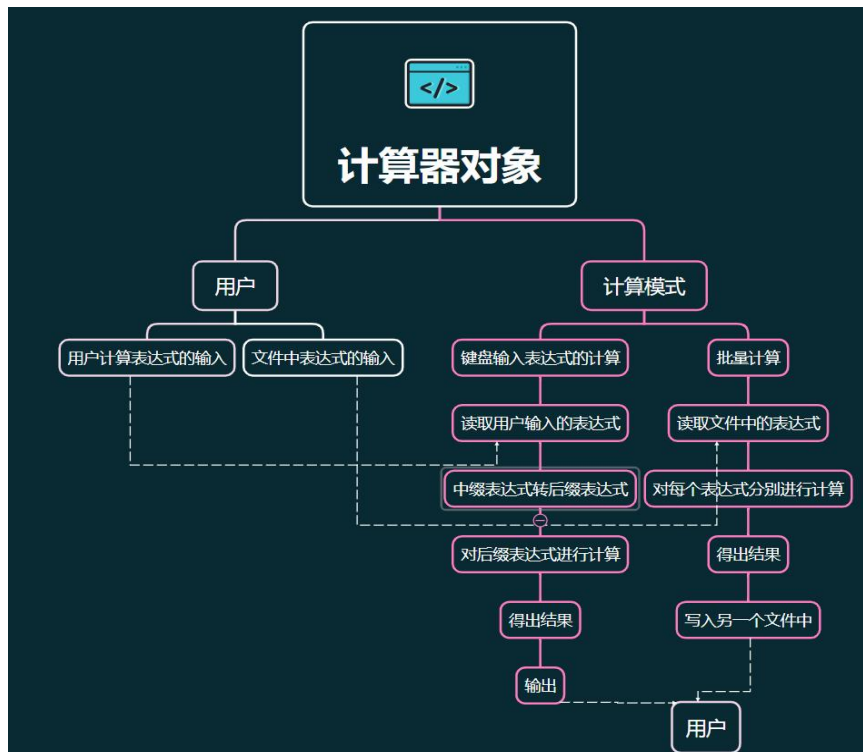 </>
计算器对象
用户
计算模式
用户计算表达式的输入
文件中表达式的输入
键盘输入表达式的计算
批量计算
读取用户输入的表达式
读取文件中的表达式
中缀表达式转后缀表达式
对每个表达式分别进行计算
对后缀表达式进行计算
得出结果
得出结果
写入另一个文件中
输出
用户